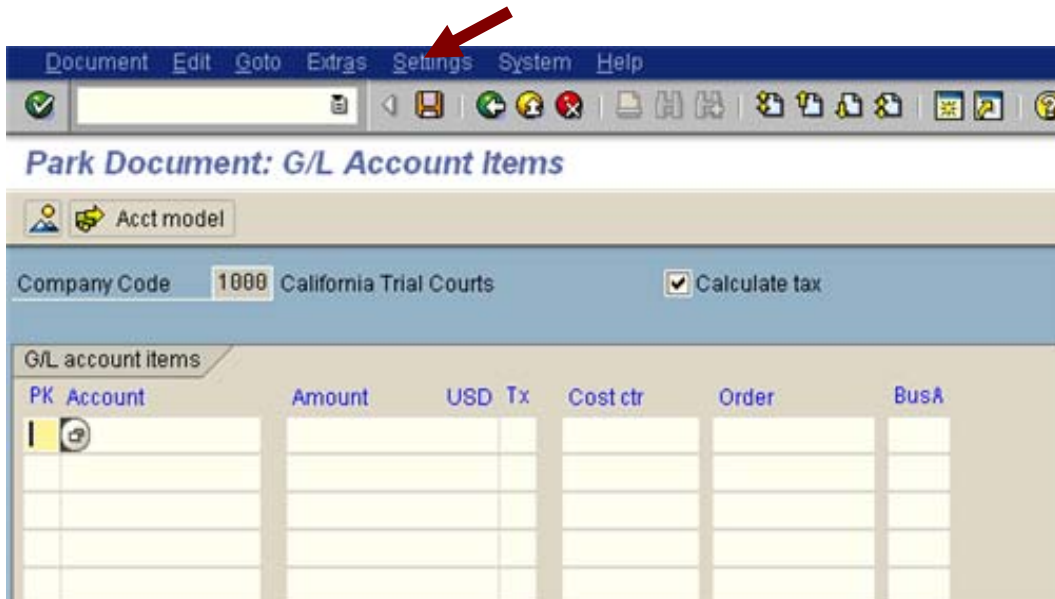 Document Edit Goto Extras Settings System Help
Park Document: G/L Account Items
Acct model
Company Code 1000 California Trial Courts Calculate tax
G/L account items
PK Account Amount USD Tx Cost ctr Order BusA